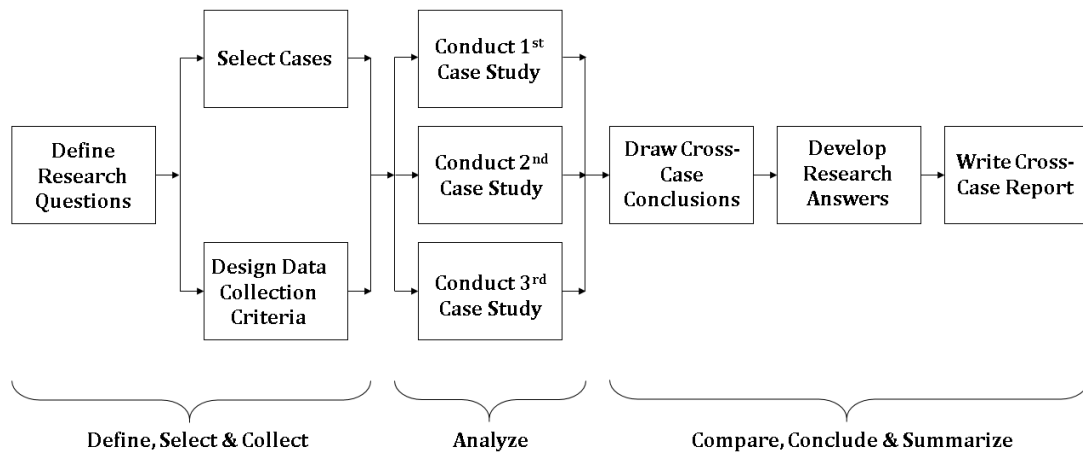 Select Cases
Conduct 1st
Case Study
Define
Research
Questions
Conduct 2nd
Case Study
Draw Cross-
Case
Conclusions
Develop
Research
Answers
Write Cross-
Case Report
Design Data
Collection
Criteria
Conduct 3rd
Case Study
Define, Select & Collect
Analyze
Compare, Conclude & Summarize